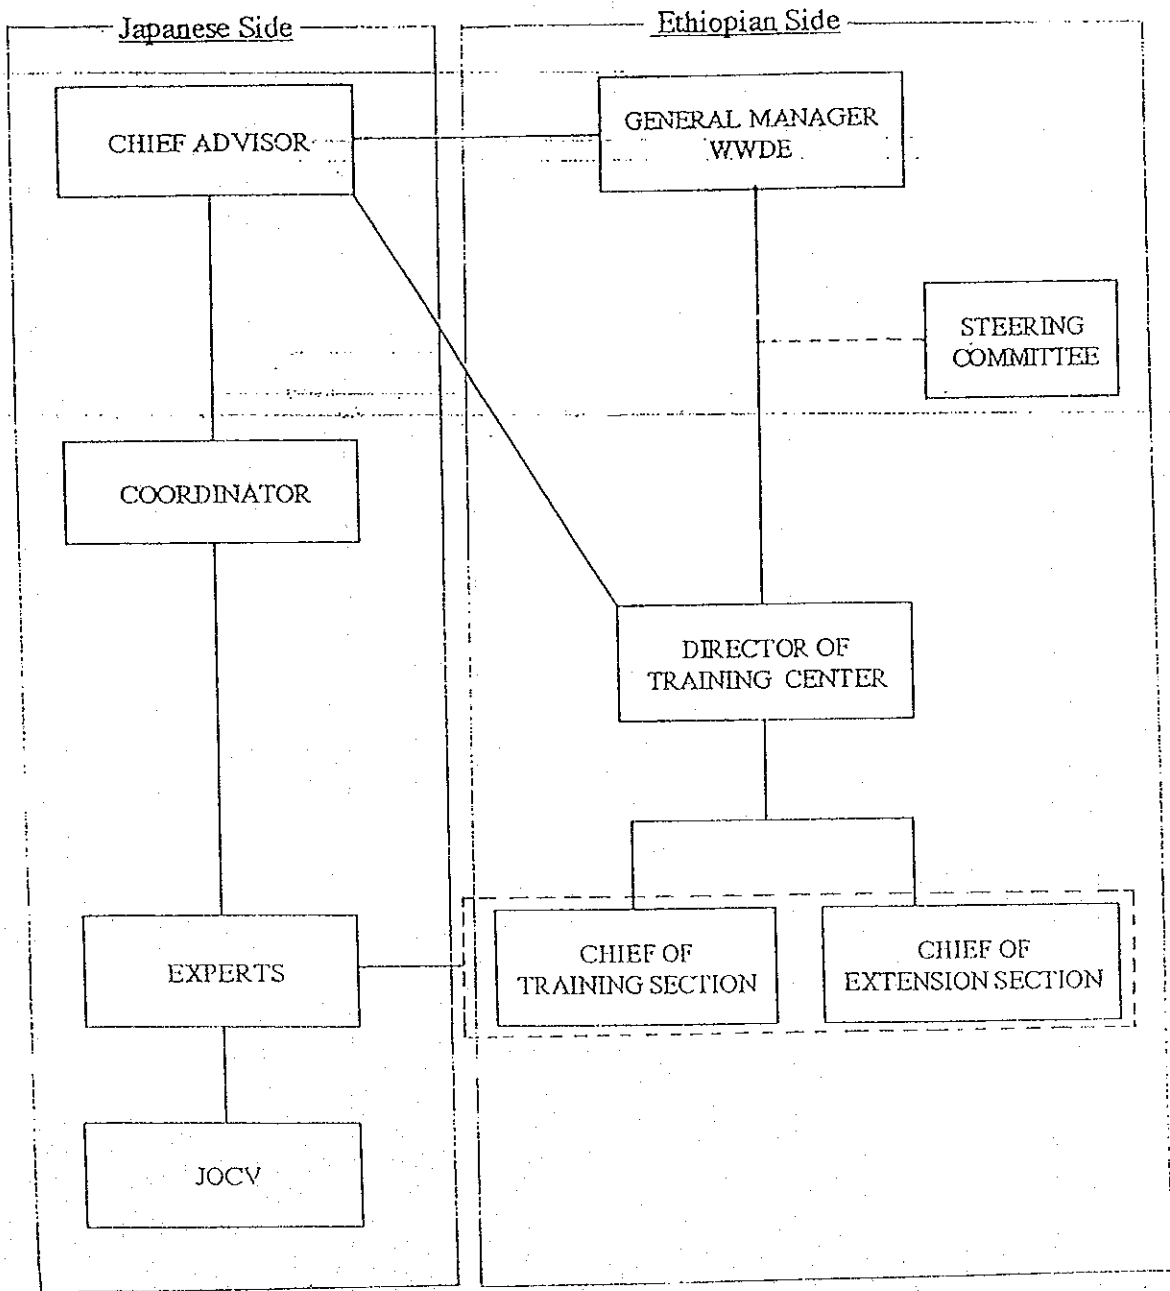 Japanese Side
Ethiopian Side
CHIEF ADVISOR
GENERAL MANAGER
WWDE
STEERING
COMMITTEE
COORDINATOR
DIRECTOR OF
TRAINING CENTER
EXPERTS
CHIEF OF
TRAINING SECTION
CHIEF OF
EXTENSION SECTION
JOCV